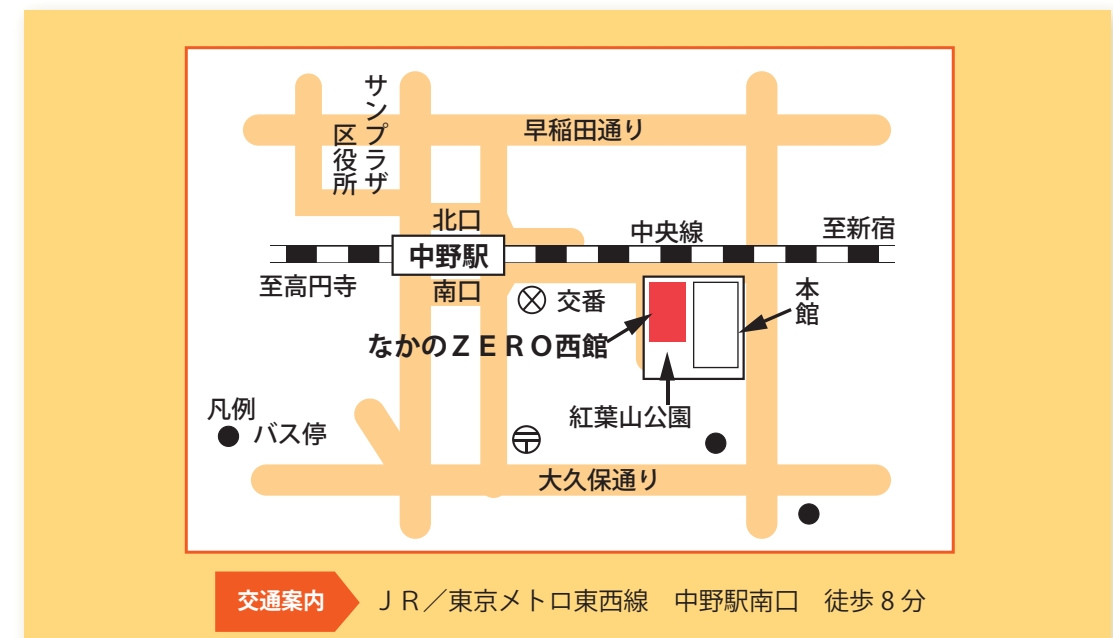 サンプラザ
区役所
早稲田通り
北口
中央線
至新宿
中野駅
至高円寺
南口
交番
本館
なかのＺＥＲＯ西館
紅葉山公園
凡例
バス停
大久保通り
交通案内
ＪＲ／東京メトロ東西線　中野駅南口　徒歩８分